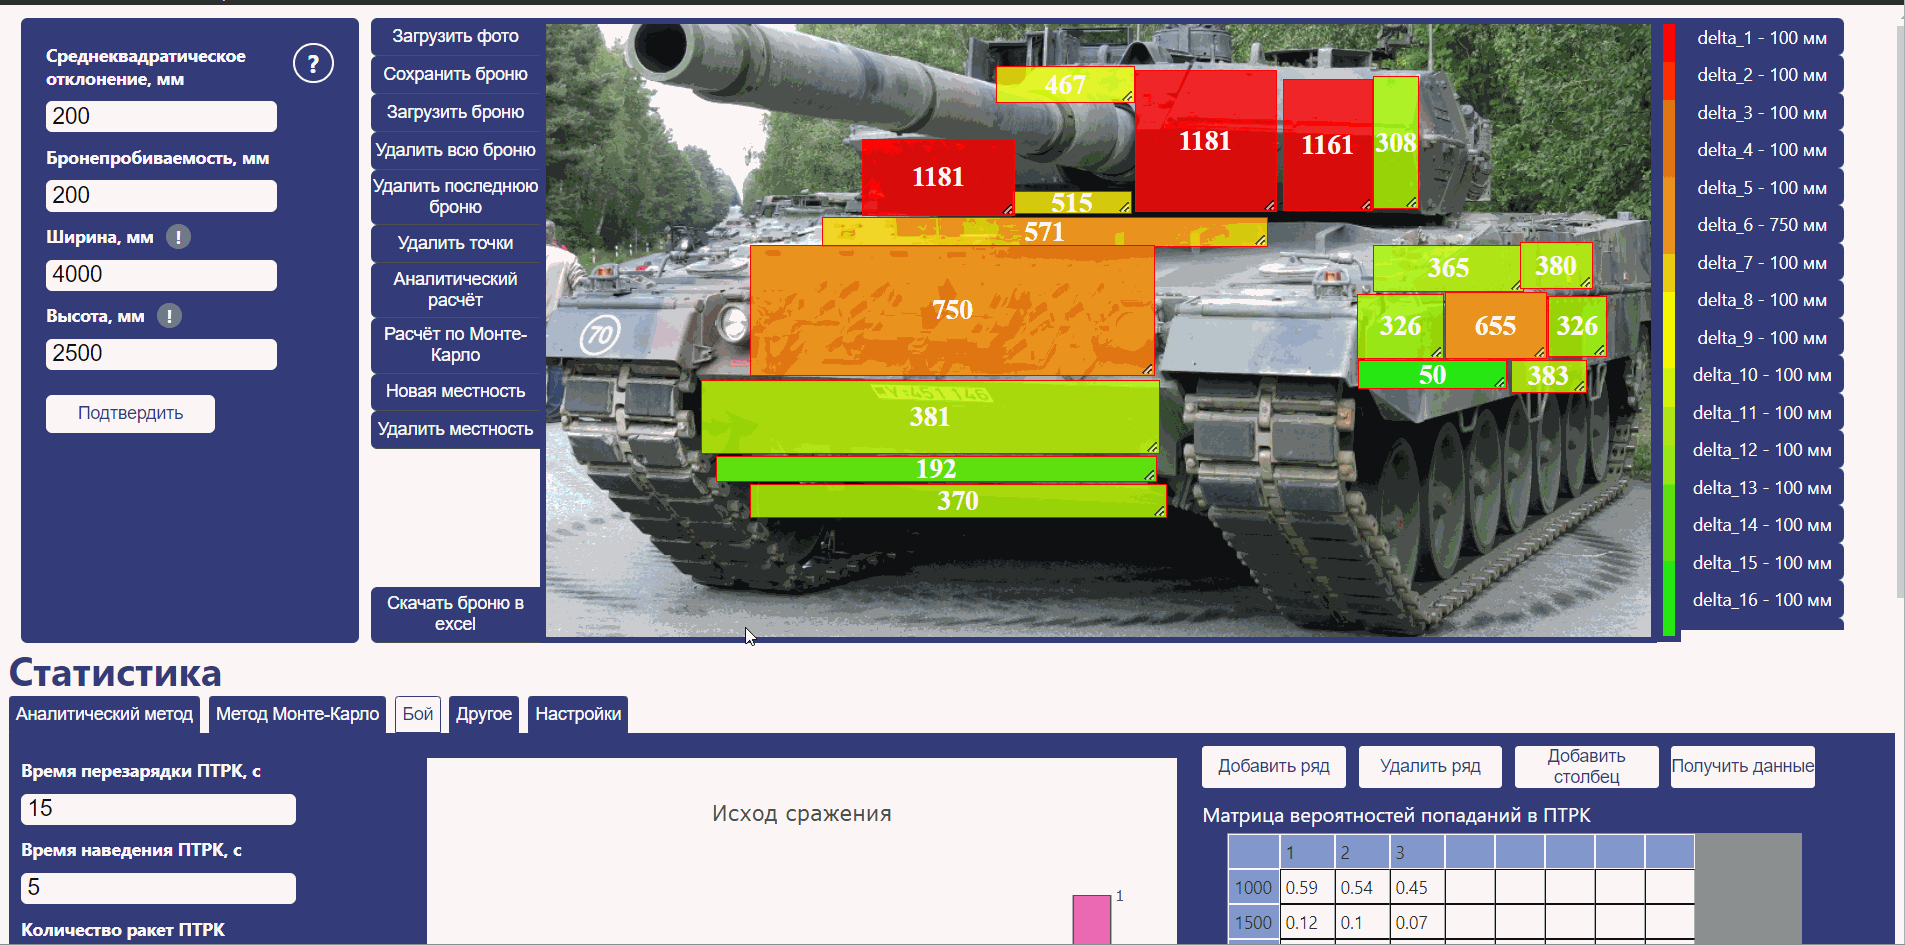 Среднеквадратическое
отклонение, мм
?
200
Бронепробиваемость, мм
200
Ширина, мм !
4000
Высота, мм !
2500
Подтвердить
Загрузить фото
Сохранить броню
Загрузить броню
Удалить всю броню
Удалить последнюю
броню
Удалить точки
Аналитический
расчёт
Расчёт по Монте-
Карло
Новая местность
Удалить местность
Скачать броню в
excel
467
1181
1161
308
1181
515
571
365
380
750
326
655
326
70
50
383
Y-451 146
381
192
370
delta_1 - 100 мм
delta_2 - 100 мм
delta_3 - 100 мм
delta_4 - 100 мм
delta_5 - 100 мм
delta_6 - 750 мм
delta_7 - 100 мм
delta_8 - 100 мм
delta_9 - 100 мм
delta_10 - 100 мм
delta_11 - 100 мм
delta_12 - 100 мм
delta_13 - 100 мм
delta_14 - 100 мм
delta_15 - 100 мм
delta_16 - 100 мм
Статистика
Аналитический метод Метод Монте-Карло Бой Другое Настройки
Время перезарядки ПТРК, с
15
Время наведения ПТРК, с
5
Количество ракет ПТРК
Исход сражения
1
Добавить ряд Удалить ряд Добавить столбец Получить данные
Матрица вероятностей попаданий в ПТРК
1 2 3
1000 0.59 0.54 0.45
1500 0.12 0.1 0.07